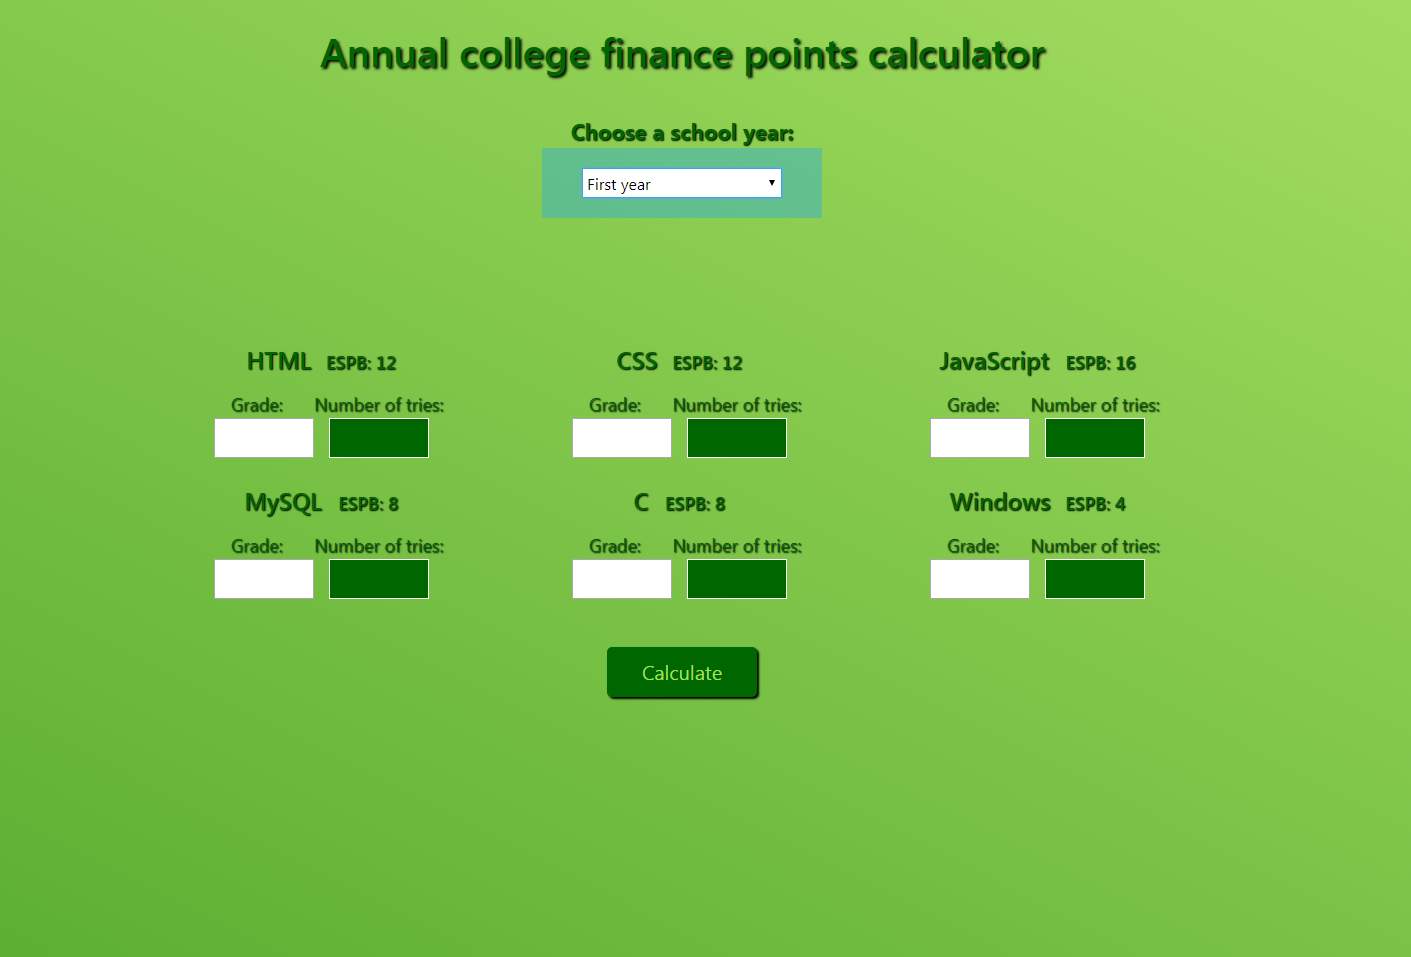 Annual college finance points calculator
Choose a school year:
First year
HTML ESPB: 12
Grade: Number of tries:
CSS ESPB: 12
Grade: Number of tries:
JavaScript ESPB: 16
Grade: Number of tries:
MySQL ESPB: 8
Grade: Number of tries:
C ESPB: 8
Grade: Number of tries:
Windows ESPB: 4
Grade: Number of tries:
Calculate